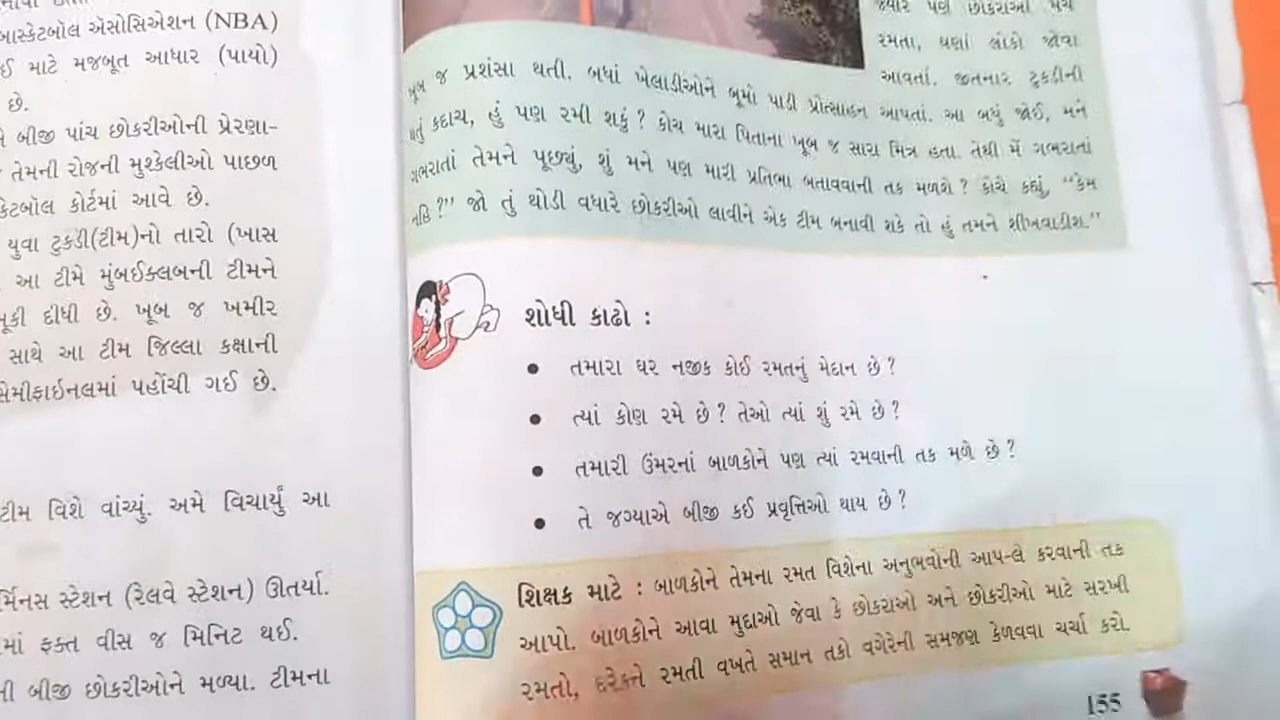 બાસ્કેટબૉલ ઍસોસિએશન (NBA)
ઈ માટે મજબૂત આધાર (પાયો)
છે.
બીજી પાંચ છોકરીઓની પ્રેરણા-
તેમની રોજની મુશ્કેલીઓ પાછળ
કેટબૉલ કોર્ટમાં આવે છે.
યુવા ટુકડી(ટીમ)નો તારો (ખાસ
આ ટીમે મુંબઈક્લબની ટીમને
મૂકી દીધી છે. ખૂબ જ ખમીર
સાથે આ ટીમ જિલ્લા કક્ષાની
સેમીફાઇનલમાં પહોંચી ગઈ છે.
ટીમ વિશે વાંચ્યું. અમે વિચાર્યું આ
ર્મિનસ સ્ટેશન (રેલવે સ્ટેશન) ઊતર્યા.
માં ફક્ત વીસ જ મિનિટ થઈ.
ની બીજી છોકરીઓને મળ્યા. ટીમના
પણ છોકરાઓ મેચ
રમતા, ઘણાં લોકો જોવા
આવતાં. જીતનાર ટુકડીની
ખૂબ જ પ્રશંસા થતી. બધાં ખેલાડીઓને બૂમો પાડી પ્રોત્સાહન આપતાં. આ બધું જોઈ, મને
થતું કદાચ, હું પણ રમી શકું? કોચ મારા પિતાના ખૂબ જ સારા મિત્ર હતા. તેથી મેં ગભરાતાં
ગભરાતાં તેમને પૂછ્યું, શું મને પણ મારી પ્રતિભા બતાવવાની તક મળશે? કોચે કહ્યું, “કેમ
નહિ?” જો તું થોડી વધારે છોકરીઓ લાવીને એક ટીમ બનાવી શકે તો હું તમને શીખવાડીશ.”
શોધી કાઢો :
• તમારા ઘર નજીક કોઈ રમતનું મેદાન છે?
• ત્યાં કોણ રમે છે? તેઓ ત્યાં શું રમે છે?
• તમારી ઉંમરનાં બાળકોને પણ ત્યાં રમવાની તક મળે છે?
• તે જગ્યાએ બીજી કઈ પ્રવૃત્તિઓ થાય છે?
શિક્ષક માટે : બાળકોને તેમના રમત વિશેના અનુભવોની આપ-લે કરવાની તક
આપો. બાળકોને આવા મુદ્દાઓ જેવા કે છોકરાઓ અને છોકરીઓ માટે સરખી
રમતો, દરેકને રમતી વખતે સમાન તકો વગેરેની સમજણ કેળવવા ચર્ચા કરો.
155